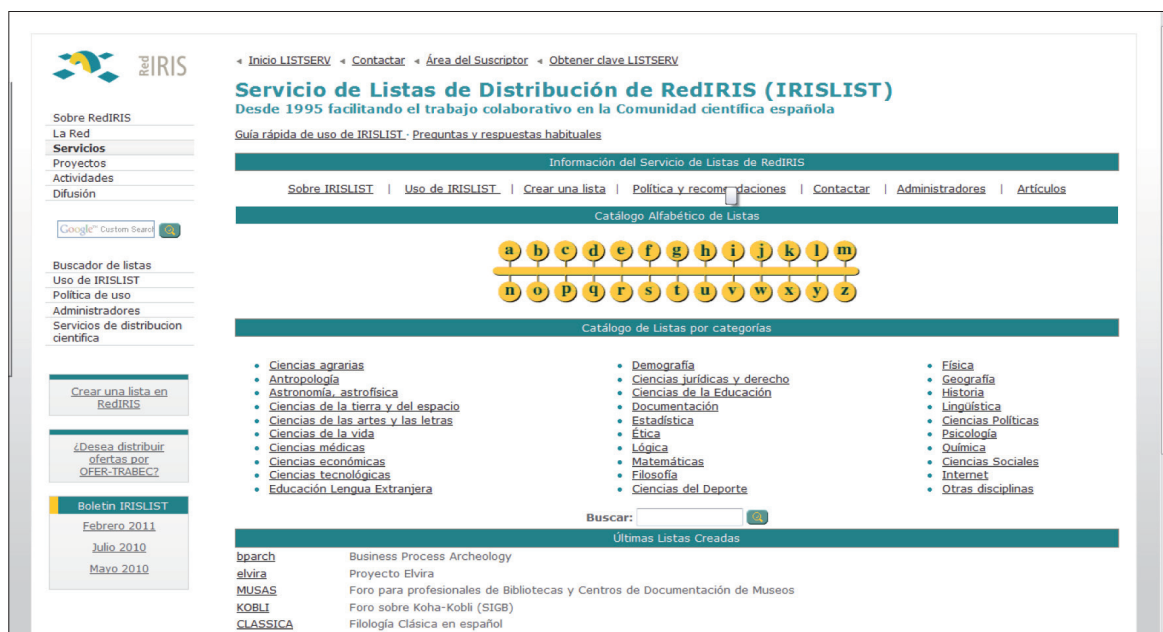 Red IRIS
Sobre RedIRIS
La Red
Servicios
Proyectos
Actividades
Difusión
Google™ Custom Search
Buscador de listas
Uso de IRISLIST
Política de uso
Administradores
Servicios de distribucion
cientifica
Crear una lista en
RedIRIS
¿Desea distribuir
ofertas por
OFER-TRABEC?
Boletin IRISLIST
Febrero 2011
Julio 2010
Mayo 2010
Inicio LISTSERV Contactar Área del Suscriptor Obtener clave LISTSERV
Servicio de Listas de Distribución de RedIRIS (IRISLIST)
Desde 1995 facilitando el trabajo colaborativo en la Comunidad científica española
Guía rápida de uso de IRISLIST · Preguntas y respuestas habituales
Información del Servicio de Listas de RedIRIS
Sobre IRISLIST | Uso de IRISLIST | Crear una lista | Política y recomendaciones | Contactar | Administradores | Artículos
Catálogo Alfabético de Listas
a b c d e f g h i j k l m
n o p q r s t u v w x y z
Catálogo de Listas por categorías
Ciencias agrarias
Antropología
Astronomía, astrofísica
Ciencias de la tierra y del espacio
Ciencias de las artes y las letras
Ciencias de la vida
Ciencias médicas
Ciencias económicas
Ciencias tecnológicas
Educación Lengua Extranjera
Demografía
Ciencias jurídicas y derecho
Ciencias de la Educación
Documentación
Estadística
Ética
Lógica
Matemáticas
Filosofía
Ciencias del Deporte
Física
Geografía
Historia
Lingüística
Ciencias Políticas
Psicología
Química
Ciencias Sociales
Internet
Otras disciplinas
Buscar:
Últimas Listas Creadas
bparch Business Process Archeology
elvira Proyecto Elvira
MUSAS Foro para profesionales de Bibliotecas y Centros de Documentación de Museos
KOBLI Foro sobre Koha-Kobli (SIGB)
CLASSICA Filología Clásica en español